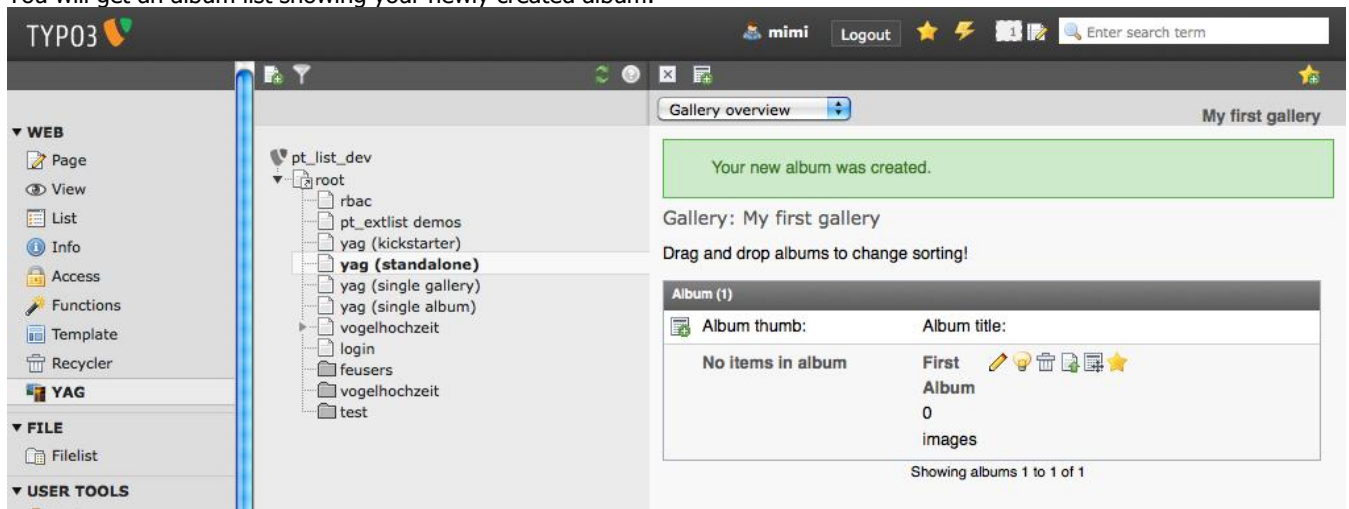 You will get an album list showing your newly created album.
TYPO3
mimi
Logout
1
Enter search term
Gallery overview
My first gallery
WEB
Page
View
List
Info
Access
Functions
Template
Recycler
YAG
FILE
Filelist
USER TOOLS
pt_list_dev
root
rbac
pt_extlist demos
yag (kickstarter)
yag (standalone)
yag (single gallery)
yag (single album)
vogelhochzeit
login
feusers
vogelhochzeit
test
Your new album was created.
Gallery: My first gallery
Drag and drop albums to change sorting!
Album (1)
Album thumb: Album title:
No items in album First
Album
0
images
Showing albums 1 to 1 of 1